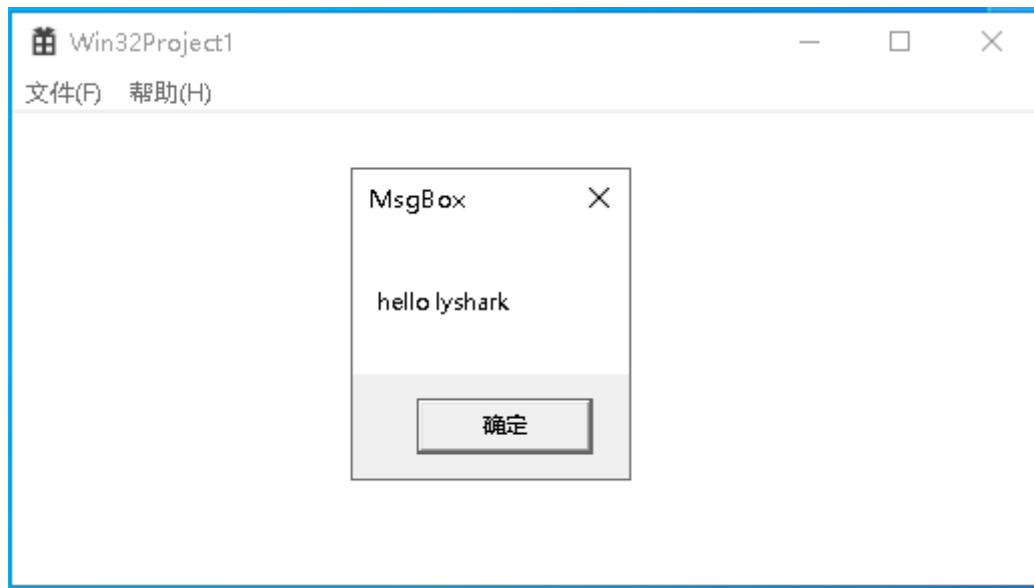 Win32Project1
文件(F) 帮助(H)
MsgBox
hello lyshark
确定